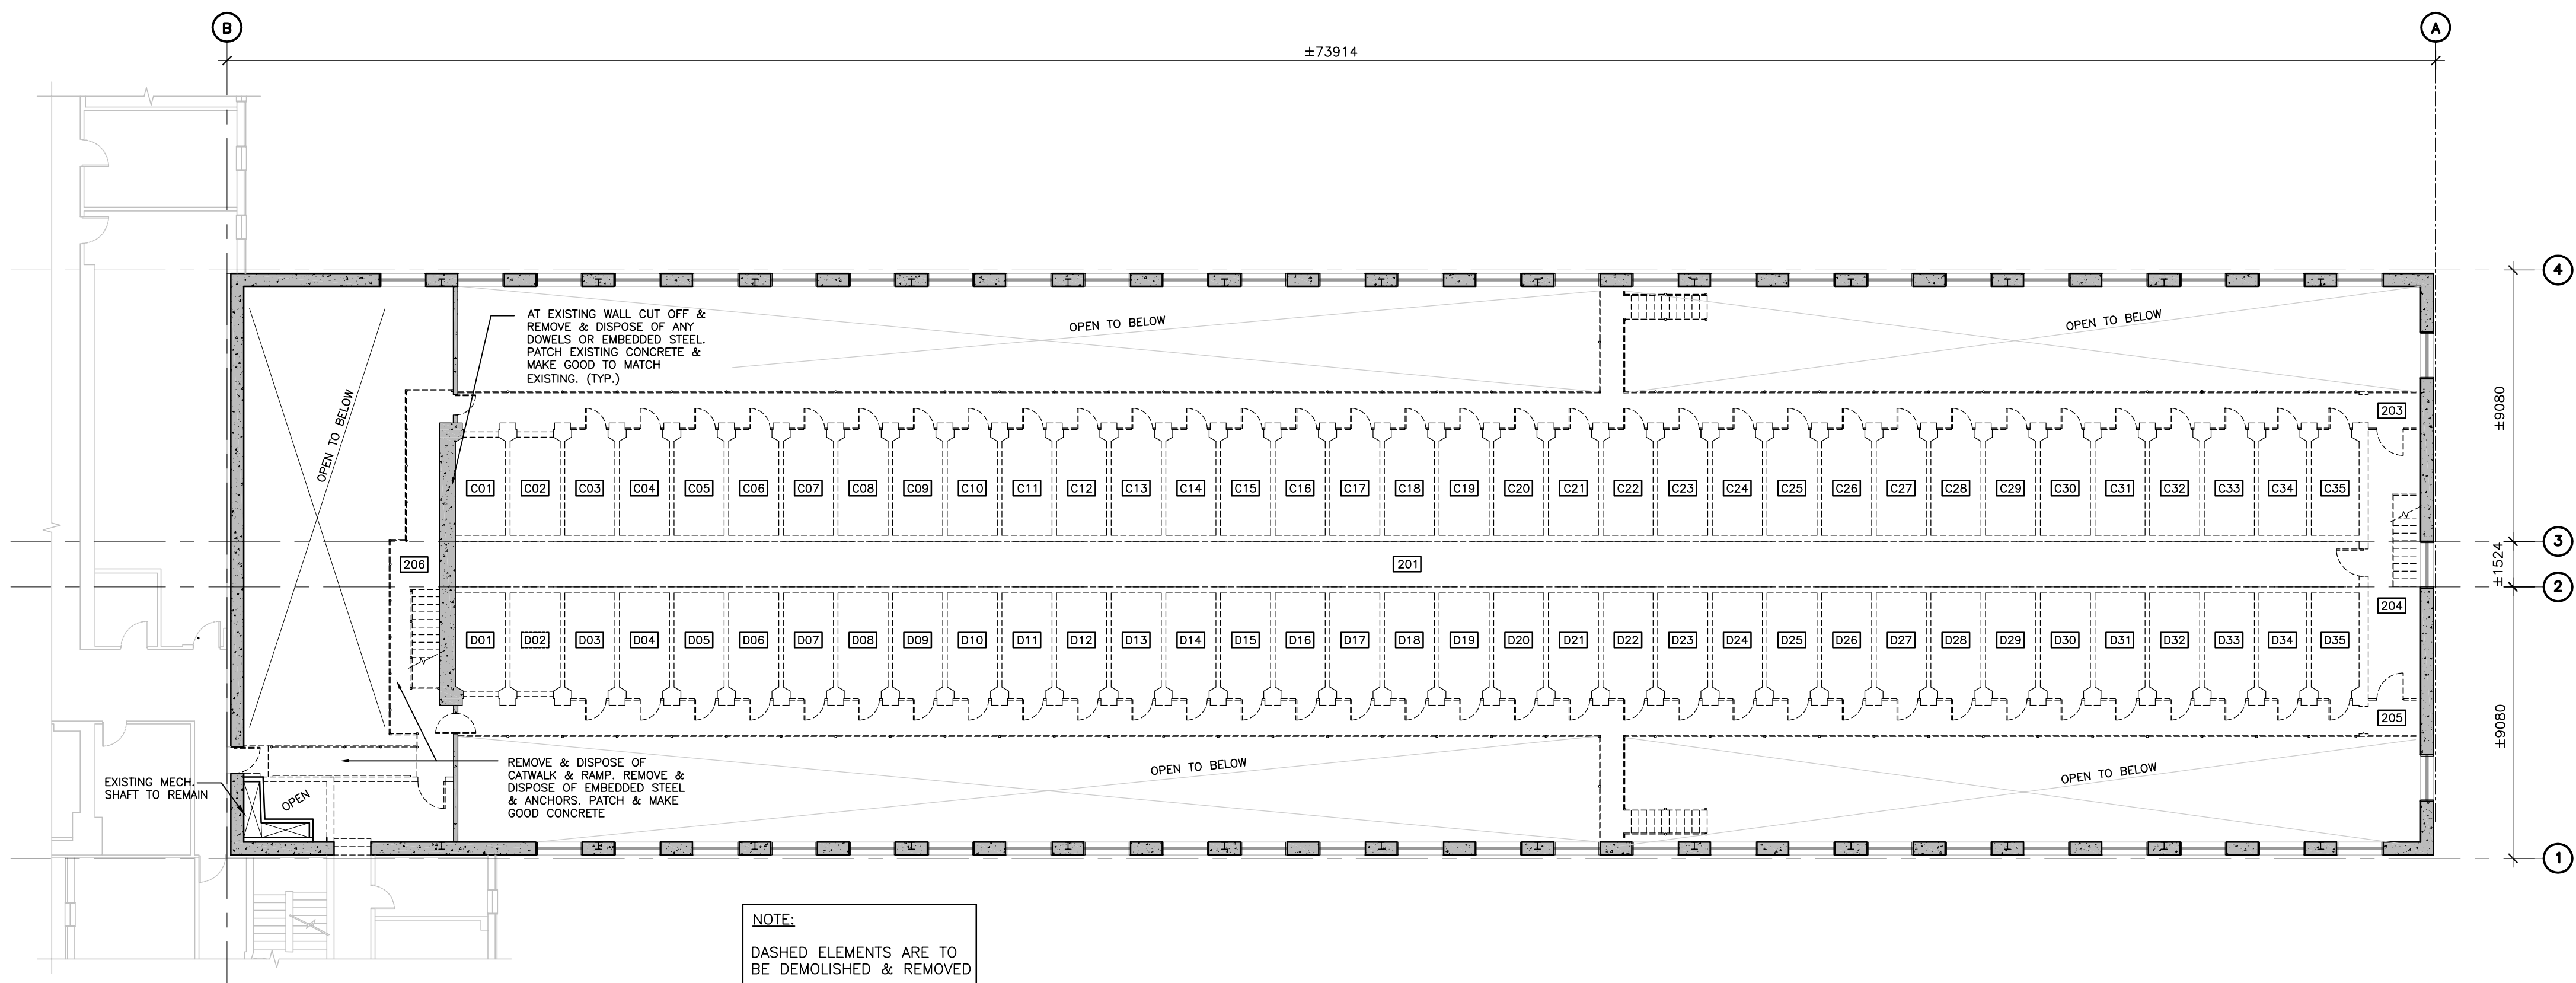 B
A
±73914
4
AT EXISTING WALL CUT OFF &
REMOVE & DISPOSE OF ANY
DOWELS OR EMBEDDED STEEL.
PATCH EXISTING CONCRETE &
MAKE GOOD TO MATCH
EXISTING. (TYP.)
OPEN TO BELOW
OPEN TO BELOW
OPEN TO BELOW
±9080
203
C01 C02 C03 C04 C05 C06 C07 C08 C09 C10 C11 C12 C13 C14 C15 C16 C17 C18 C19 C20 C21 C22 C23 C24 C25 C26 C27 C28 C29 C30 C31 C32 C33 C34 C35
3
206
201
±1524
2
204
D01 D02 D03 D04 D05 D06 D07 D08 D09 D10 D11 D12 D13 D14 D15 D16 D17 D18 D19 D20 D21 D22 D23 D24 D25 D26 D27 D28 D29 D30 D31 D32 D33 D34 D35
205
±9080
REMOVE & DISPOSE OF
CATWALK & RAMP. REMOVE &
DISPOSE OF EMBEDDED STEEL
& ANCHORS. PATCH & MAKE
GOOD CONCRETE
OPEN TO BELOW
OPEN TO BELOW
EXISTING MECH.
SHAFT TO REMAIN
OPEN
1
NOTE:
DASHED ELEMENTS ARE TO
BE DEMOLISHED & REMOVED